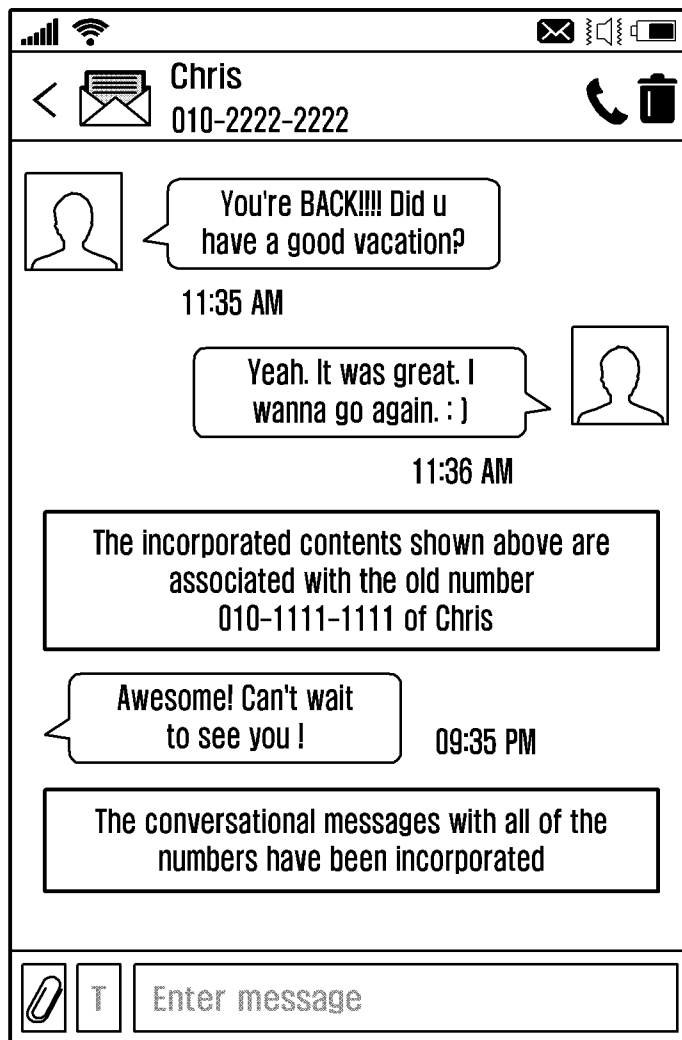 Chris
010-2222-2222
You're BACK!!!! Did u
have a good vacation?
11:35 AM
Yeah. It was great. I
wanna go again. : )
11:36 AM
The incorporated contents shown above are
associated with the old number
010-1111-1111 of Chris
Awesome! Can't wait
to see you !
09:35 PM
The conversational messages with all of the
numbers have been incorporated
T
Enter message